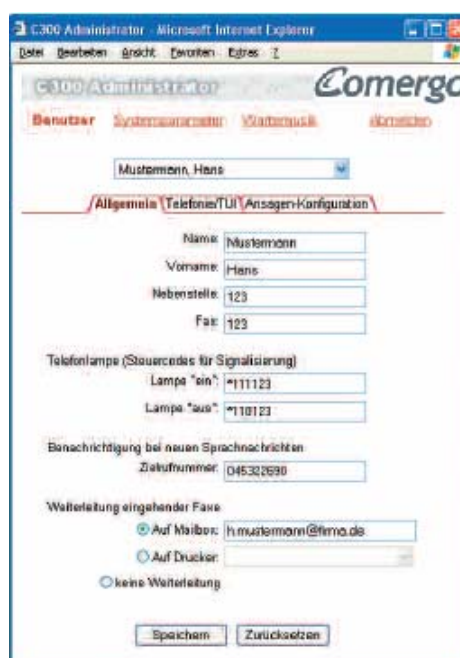 C300 Administrator - Microsoft Internet Explorer
Datei Bearbeiten Ansicht Favoriten Extras ?
C300 Administrator Comergo
Benutzer Systemparameter Wartemusik Abmelden
Mustermann, Hans
Allgemein Telefonie/TUI Ansagen-Konfiguration
Name: Mustermann
Vorname: Hans
Nebenstelle: 123
Fax: 123
Telefonlampe (Steuercodes für Signalisierung)
Lampe "ein": *111123
Lampe "aus": *110123
Benachrichtigung bei neuen Sprachnachrichten
Zielrufnummer: 045322690
Weiterleitung eingehender Faxe
Auf Mailbox: h.mustermann@firma.de
Auf Drucker:
keine Weiterleitung
Speichern Zurücksetzen